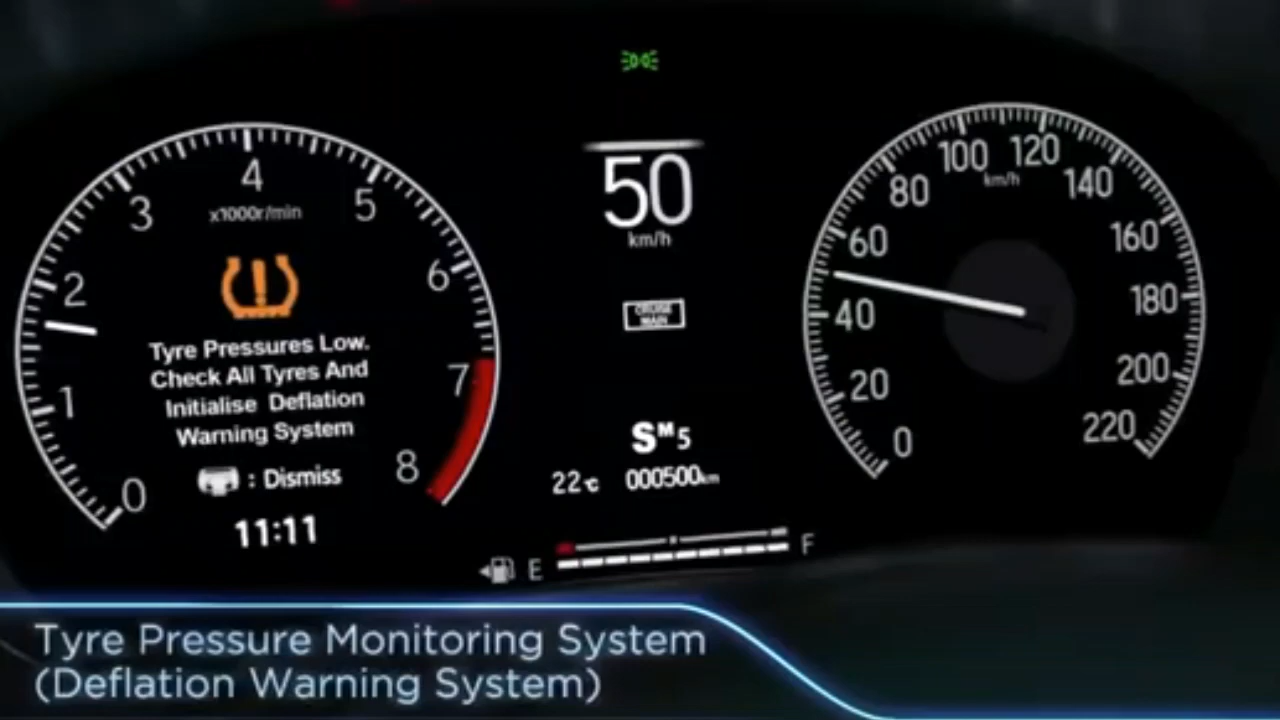 4
3
5
x1000r/min
2
6
1
7
0
8
Tyre Pressures Low.
Check All Tyres And
Initialise Deflation
Warning System
: Dismiss
11:11
50
km/h
CRUISE
MAIN
SM5
22°C 000500km
E F
100 120
80 km/h 140
60 160
40 180
20 200
0 220
Tyre Pressure Monitoring System
(Deflation Warning System)